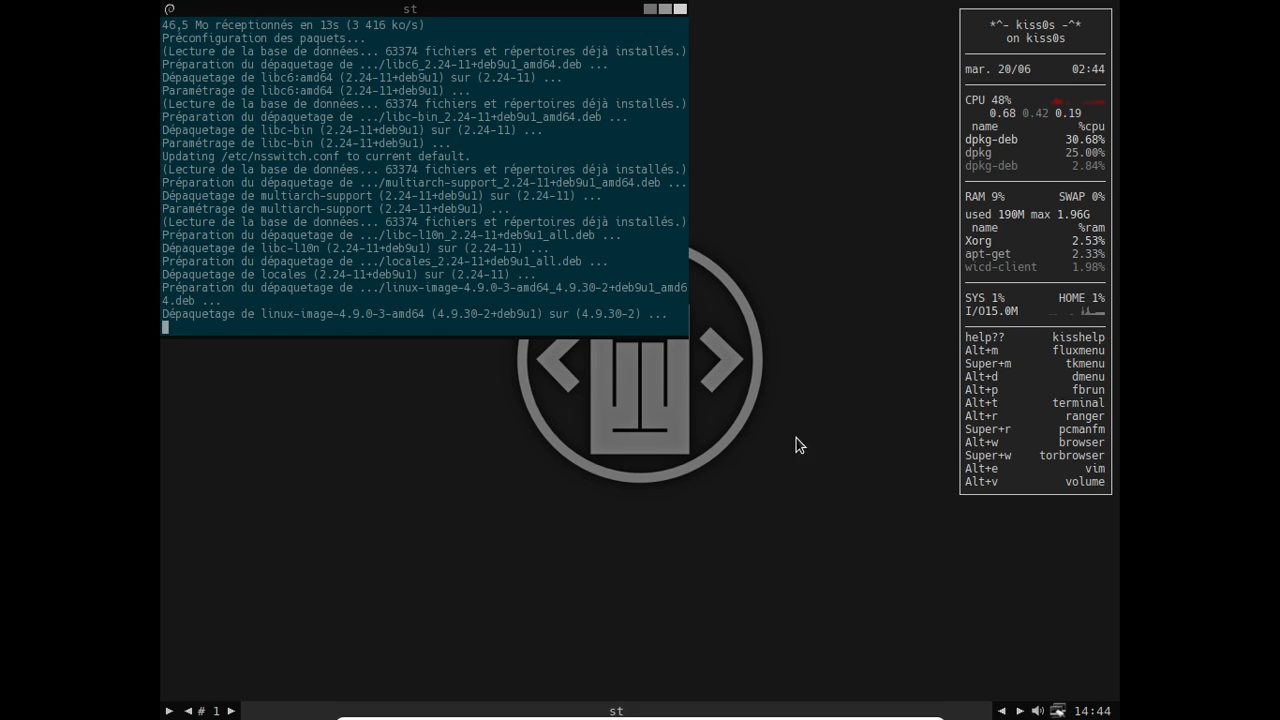 st
46,5 Mo réceptionnés en 13s (3 416 ko/s)
Préconfiguration des paquets...
(Lecture de la base de données... 63374 fichiers et répertoires déjà installés.)
Préparation du dépaquetage de .../libc6_2.24-11+deb9u1_amd64.deb ...
Dépaquetage de libc6:amd64 (2.24-11+deb9u1) sur (2.24-11) ...
Paramétrage de libc6:amd64 (2.24-11+deb9u1) ...
(Lecture de la base de données... 63374 fichiers et répertoires déjà installés.)
Préparation du dépaquetage de .../libc-bin_2.24-11+deb9u1_amd64.deb ...
Dépaquetage de libc-bin (2.24-11+deb9u1) sur (2.24-11) ...
Paramétrage de libc-bin (2.24-11+deb9u1) ...
Updating /etc/nsswitch.conf to current default.
(Lecture de la base de données... 63374 fichiers et répertoires déjà installés.)
Préparation du dépaquetage de .../multiarch-support_2.24-11+deb9u1_amd64.deb ...
Dépaquetage de multiarch-support (2.24-11+deb9u1) sur (2.24-11) ...
Paramétrage de multiarch-support (2.24-11+deb9u1) ...
(Lecture de la base de données... 63374 fichiers et répertoires déjà installés.)
Préparation du dépaquetage de .../libc-l10n_2.24-11+deb9u1_all.deb ...
Dépaquetage de libc-l10n (2.24-11+deb9u1) sur (2.24-11) ...
Préparation du dépaquetage de .../locales_2.24-11+deb9u1_all.deb ...
Dépaquetage de locales (2.24-11+deb9u1) sur (2.24-11) ...
Préparation du dépaquetage de .../linux-image-4.9.0-3-amd64_4.9.30-2+deb9u1_amd6
4.deb ...
Dépaquetage de linux-image-4.9.0-3-amd64 (4.9.30-2+deb9u1) sur (4.9.30-2) ...
*^- kiss0s -^*
on kiss0s
mar. 20/06 02:44
CPU 48%
0.68 0.42 0.19
name %cpu
dpkg-deb 30.68%
dpkg 25.00%
dpkg-deb 2.84%
RAM 9% SWAP 0%
used 190M max 1.96G
name %ram
Xorg 2.53%
apt-get 2.33%
wicd-client 1.98%
SYS 1% HOME 1%
I/O15.0M
help?? kisshelp
Alt+m fluxmenu
Super+m tkmenu
Alt+d dmenu
Alt+p fbrun
Alt+t terminal
Alt+r ranger
Super+r pcmanfm
Alt+w browser
Super+w torbrowser
Alt+e vim
Alt+v volume
# 1 st 14:44